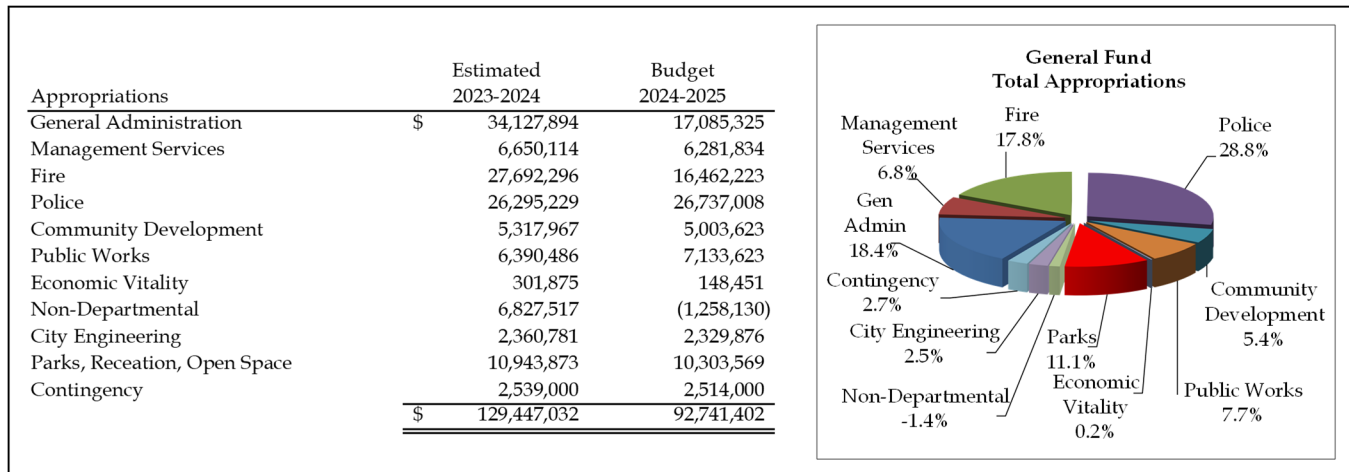 Estimated Budget
Appropriations 2023-2024 2024-2025
General Administration $ 34,127,894 17,085,325
Management Services 6,650,114 6,281,834
Fire 27,692,296 16,462,223
Police 26,295,229 26,737,008
Community Development 5,317,967 5,003,623
Public Works 6,390,486 7,133,623
Economic Vitality 301,875 148,451
Non-Departmental 6,827,517 (1,258,130)
City Engineering 2,360,781 2,329,876
Parks, Receation, Open Space 10,943,873 10,303,569
Contingency 2,539,000 2,514,000
$ 129,447,032 92,741,402
General Fund
Total Appropriations
Fire
17.8%
Police
28.8%
Management
Services
6.8%
Gen
Admin
18.4%
Contingency
2.7%
City Engineering
2.5%
Non-Departmental
-1.4%
Parks
11.1%
Economic
Vitality
0.2%
Public Works
7.7%
Community
Development
5.4%